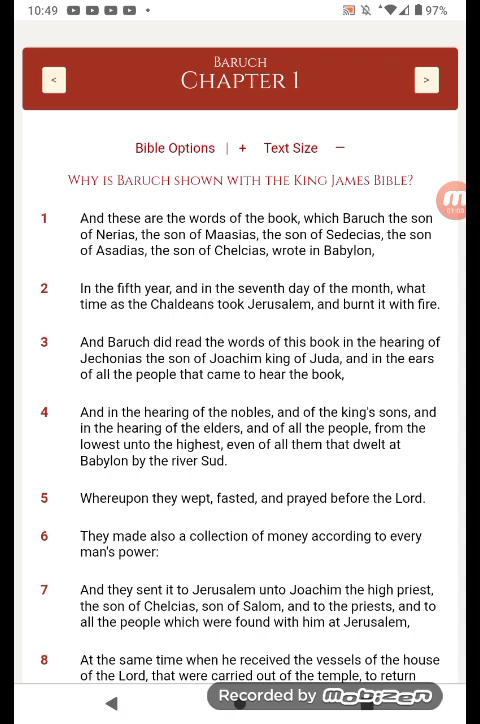 10:49
97%
Baruch
Chapter 1
<
>
Bible Options | + Text Size —
Why is Baruch shown with the King James Bible?
1 And these are the words of the book, which Baruch the son
of Nerias, the son of Maasias, the son of Sedecias, the son
of Asadias, the son of Chelcias, wrote in Babylon,
2 In the fifth year, and in the seventh day of the month, what
time as the Chaldeans took Jerusalem, and burnt it with fire.
3 And Baruch did read the words of this book in the hearing of
Jechonias the son of Joachim king of Juda, and in the ears
of all the people that came to hear the book,
4 And in the hearing of the nobles, and of the king's sons, and
in the hearing of the elders, and of all the people, from the
lowest unto the highest, even of all them that dwelt at
Babylon by the river Sud.
5 Whereupon they wept, fasted, and prayed before the Lord.
6 They made also a collection of money according to every
man's power:
7 And they sent it to Jerusalem unto Joachim the high priest,
the son of Chelcias, son of Salom, and to the priests, and to
all the people which were found with him at Jerusalem,
8 At the same time when he received the vessels of the house
of the Lord, that were carried out of the temple, to return
Recorded by mobizen